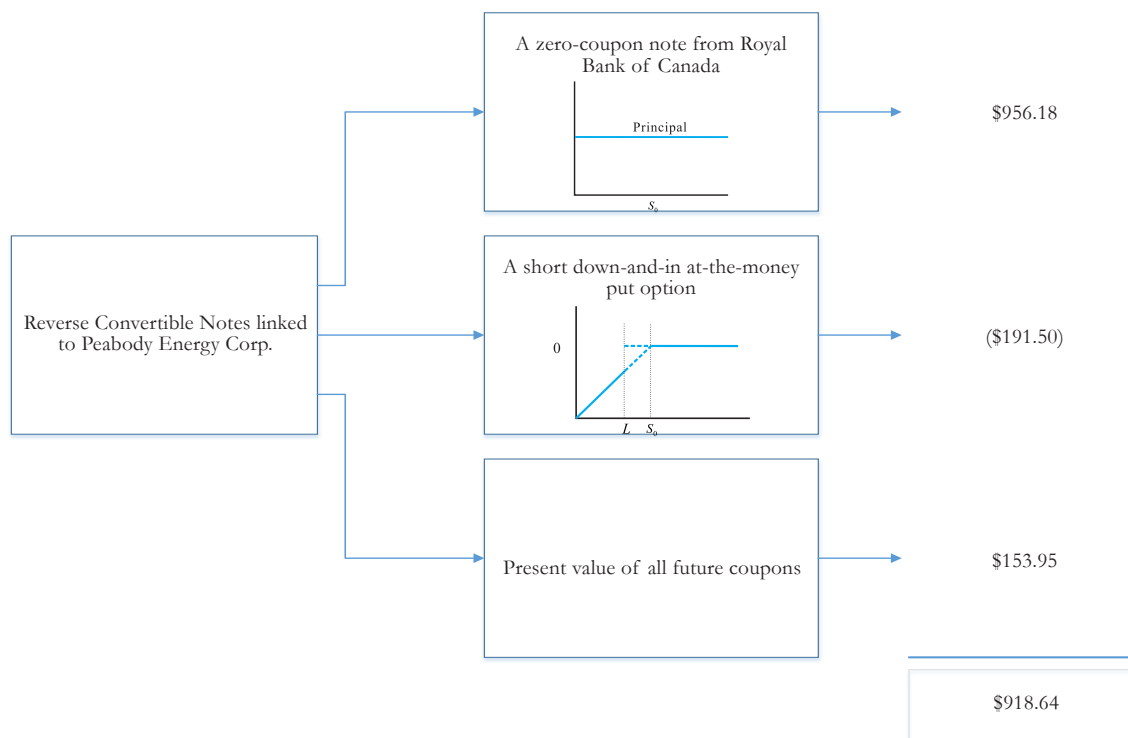 A zero-coupon note from Royal
Bank of Canada
Principal
S₀
$956.18
Reverse Convertible Notes linked
to Peabody Energy Corp.
A short down-and-in at-the-money
put option
0
L S₀
($191.50)
Present value of all future coupons
$153.95
$918.64